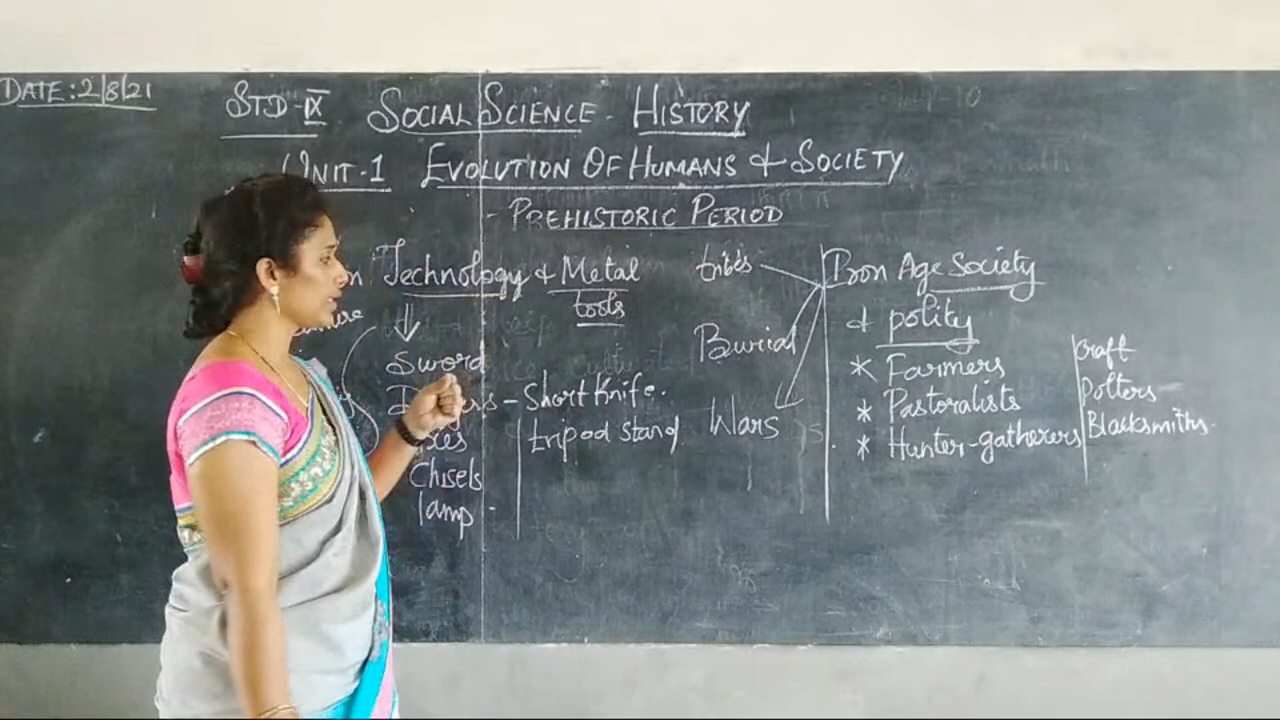 DATE: 2/8/21
STD-IX SOCIAL SCIENCE - HISTORY
UNIT-1 EVOLUTION OF HUMANS & SOCIETY
- PREHISTORIC PERIOD
Technology & Metal
tools
Sword
- Short Knife.
tripod stand
Chisels
lamp -
tribes
Burial
Wars
Iron Age Society
& polity
* Farmers
* Pastoralists
* Hunter-gatherers
Craft
Potters
Blacksmiths.